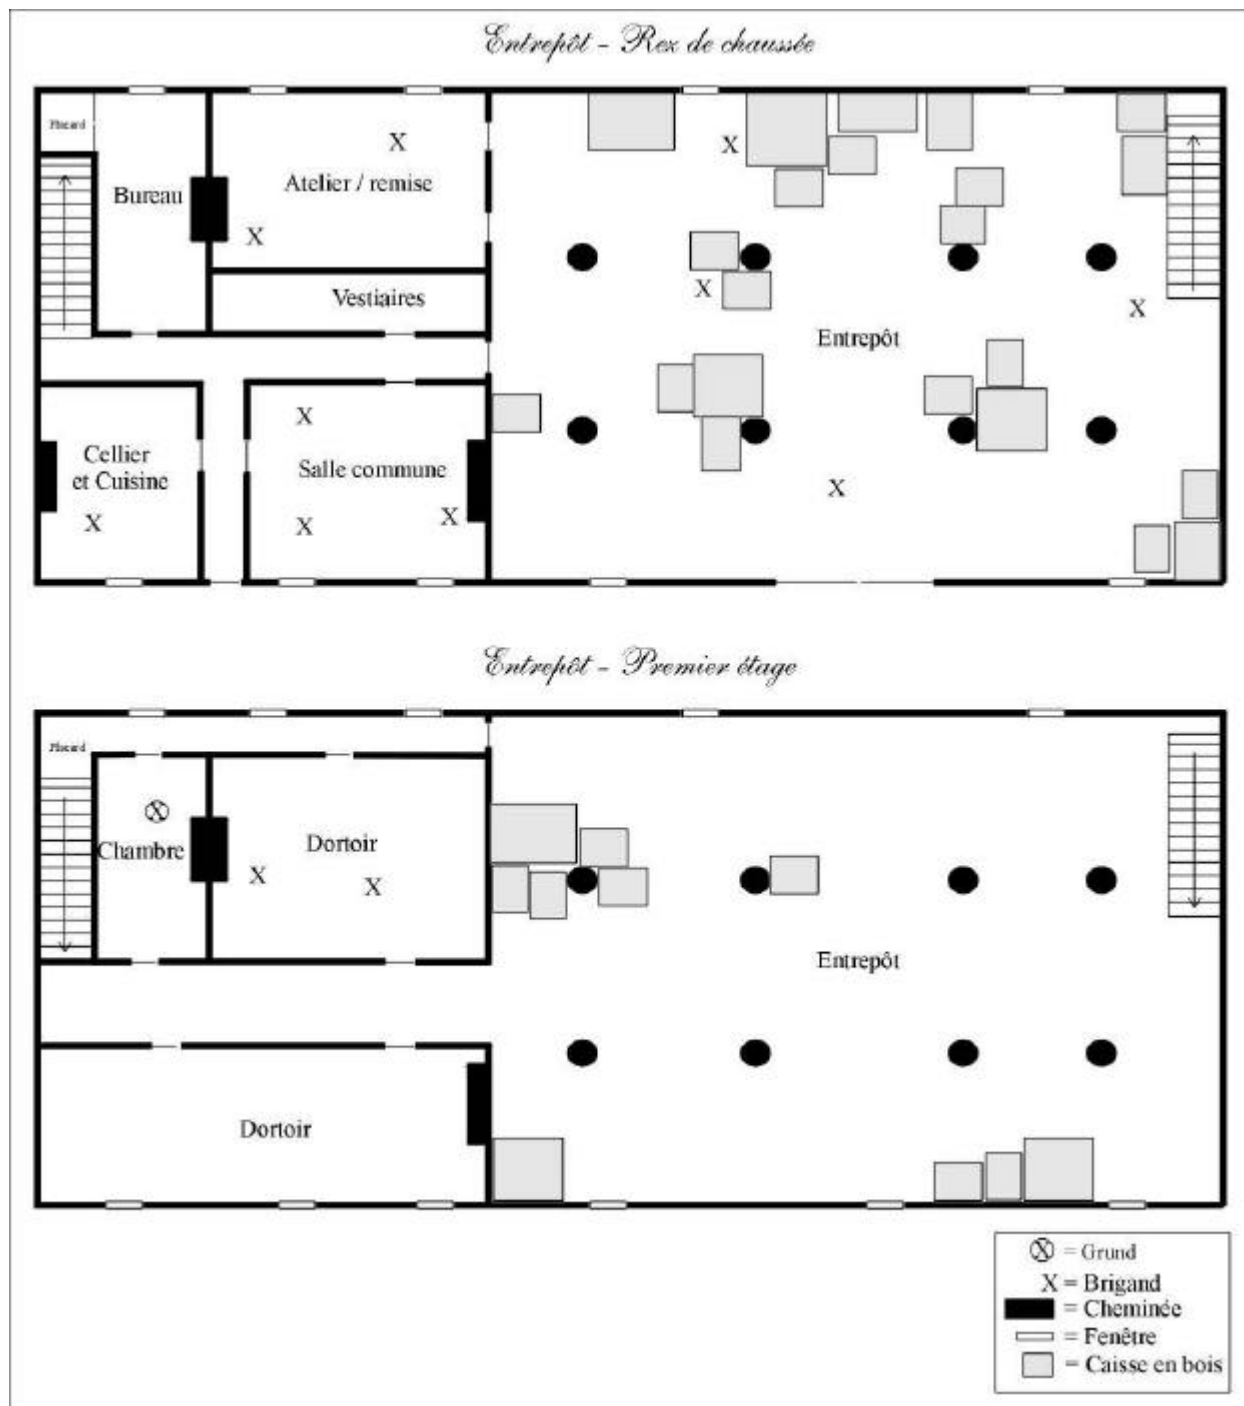 Entrepôt - Rez de chaussée
Placard
Bureau
Atelier / remise
X
X
Vestiaires
X
X
X
Entrepôt
X
Cellier
et Cuisine
X
Salle commune
X
X
X
Entrepôt - Premier étage
Placard
X
Chambre
Dortoir
X
X
Entrepôt
Dortoir
X = Grund
X = Brigand
= Cheminée
= Fenêtre
= Caisse en bois